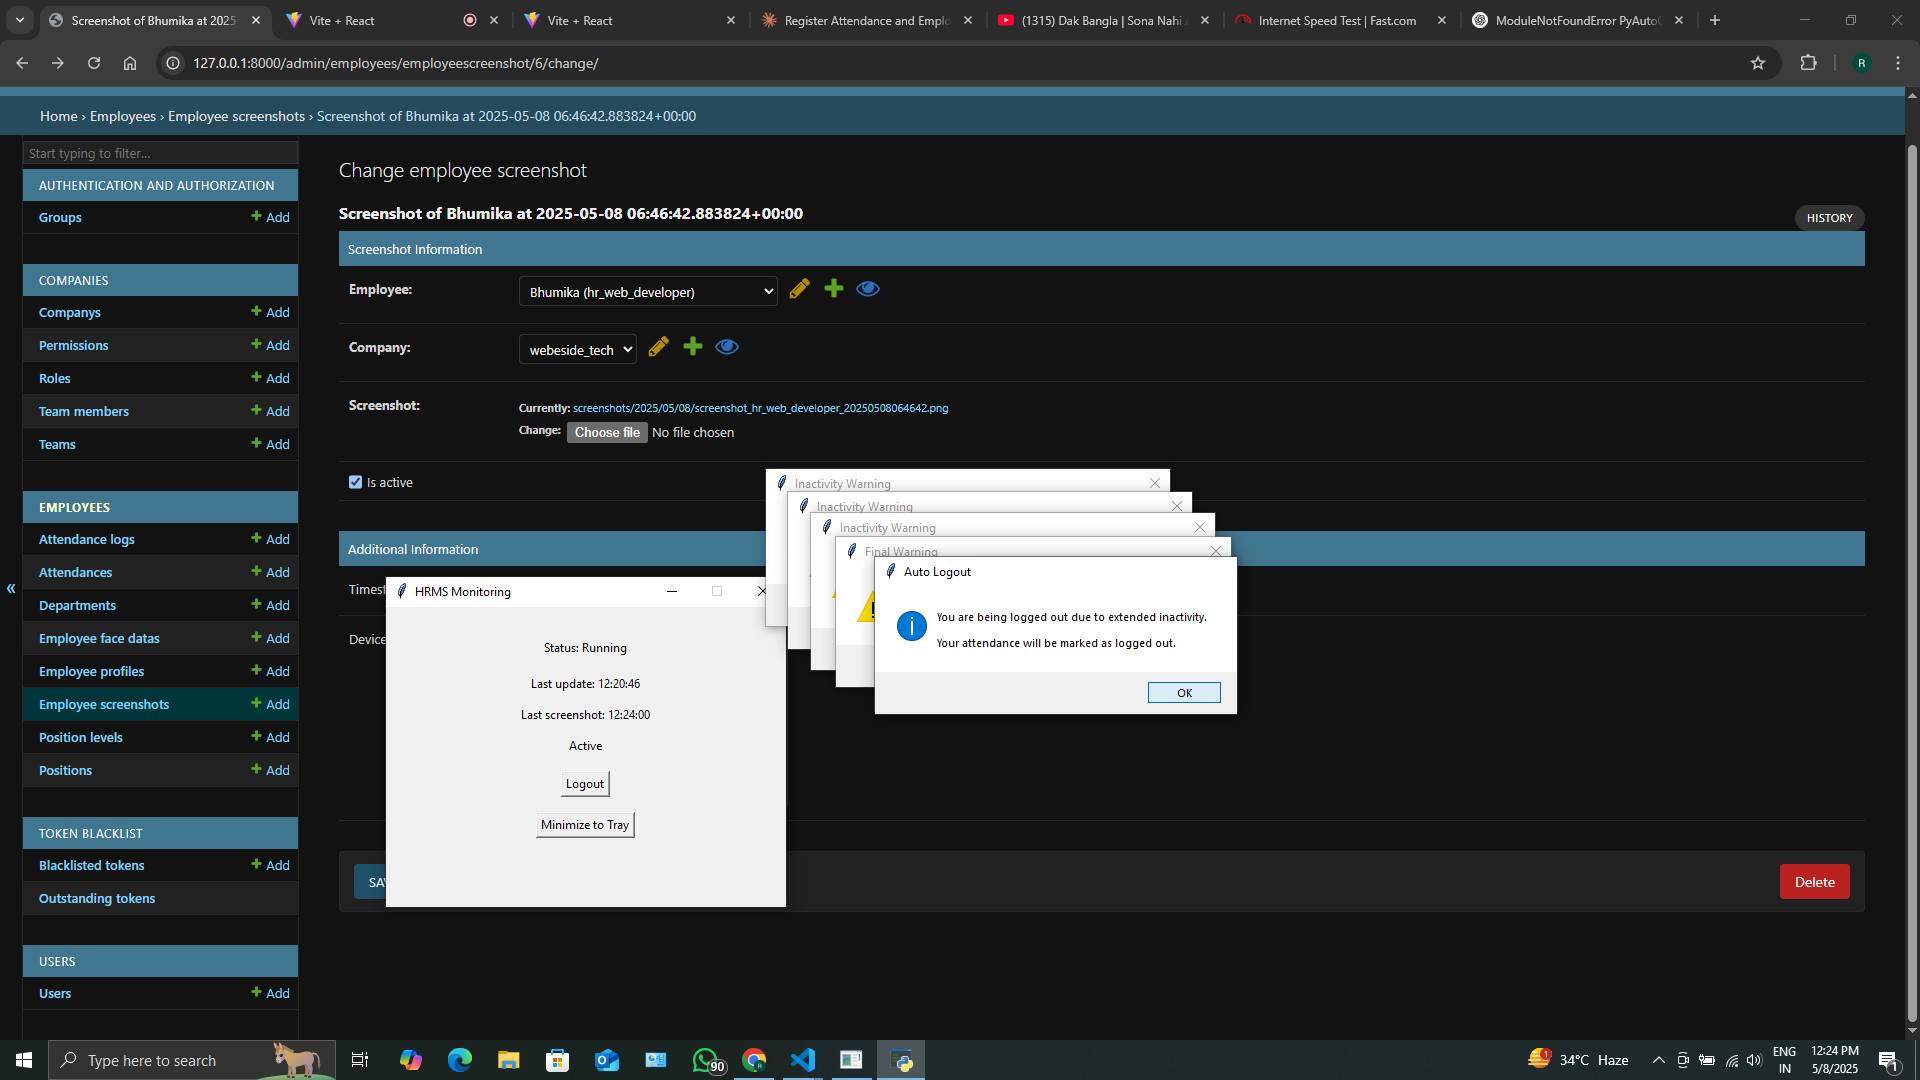 Screenshot of Bhumika at 2025
Vite + React
Vite + React
Register Attendance and Emplo
(1315) Dak Bangla | Sona Nahi
Internet Speed Test | Fast.com
ModuleNotFoundError PyAuto
127.0.0.1:8000/admin/employees/employeescreenshot/6/change/
R
Home › Employees › Employee screenshots › Screenshot of Bhumika at 2025-05-08 06:46:42.883824+00:00
Start typing to filter...
AUTHENTICATION AND AUTHORIZATION
Groups + Add
COMPANIES
Companys + Add
Permissions + Add
Roles + Add
Team members + Add
Teams + Add
EMPLOYEES
Attendance logs + Add
Attendances + Add
Departments + Add
Employee face datas + Add
Employee profiles + Add
Employee screenshots + Add
Position levels + Add
Positions + Add
TOKEN BLACKLIST
Blacklisted tokens + Add
Outstanding tokens
USERS
Users + Add
«
Change employee screenshot
Screenshot of Bhumika at 2025-05-08 06:46:42.883824+00:00
HISTORY
Screenshot Information
Employee: Bhumika (hr_web_developer)
Company: webeside_tech
Screenshot: Currently: screenshots/2025/05/08/screenshot_hr_web_developer_20250508064642.png
Change: Choose file No file chosen
Is active
Additional Information
Timest
Device
SA
Delete
Inactivity Warning
Inactivity Warning
Inactivity Warning
Final Warning
Auto Logout
You are being logged out due to extended inactivity.
Your attendance will be marked as logged out.
OK
HRMS Monitoring
Status: Running
Last update: 12:20:46
Last screenshot: 12:24:00
Active
Logout
Minimize to Tray
Type here to search
90
1
34°C Haze
ENG
IN
12:24 PM
5/8/2025
1